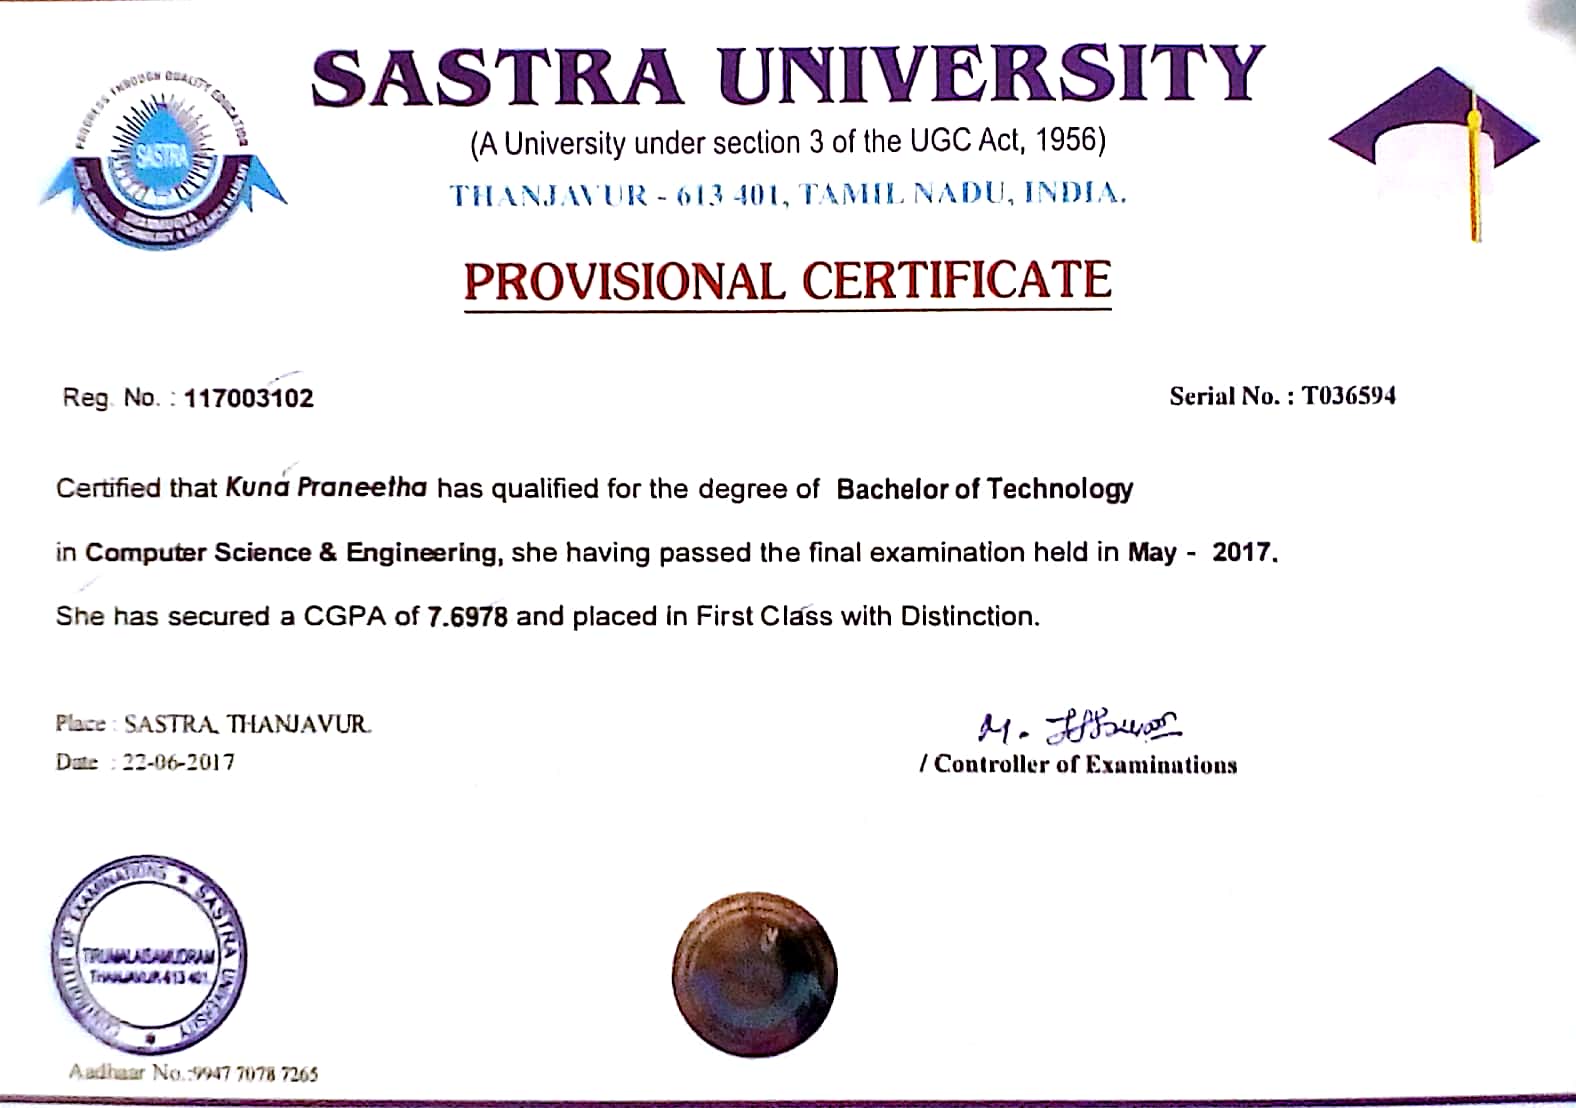 SASTRA UNIVERSITY
(A University under section 3 of the UGC Act, 1956)
THANJAVUR - 613 401, TAMIL NADU, INDIA.
PROGRESS THROUGH QUALITY EDUCATION
SASTRA
PROVISIONAL CERTIFICATE
Reg. No. : 117003102
Serial No. : T036594
Certified that Kuna Praneetha has qualified for the degree of Bachelor of Technology
in Computer Science & Engineering, she having passed the final examination held in May - 2017.
She has secured a CGPA of 7.6978 and placed in First Class with Distinction.
Place : SASTRA, THANJAVUR.
Date : 22-06-2017
M.
/ Controller of Examinations
CONTROLLER OF EXAMINATIONS * SASTRA UNIVERSITY *
TIRUMALAISAMUDRAM
THANJAVUR-613 401.
Aadhaar No.:9947 7078 7265